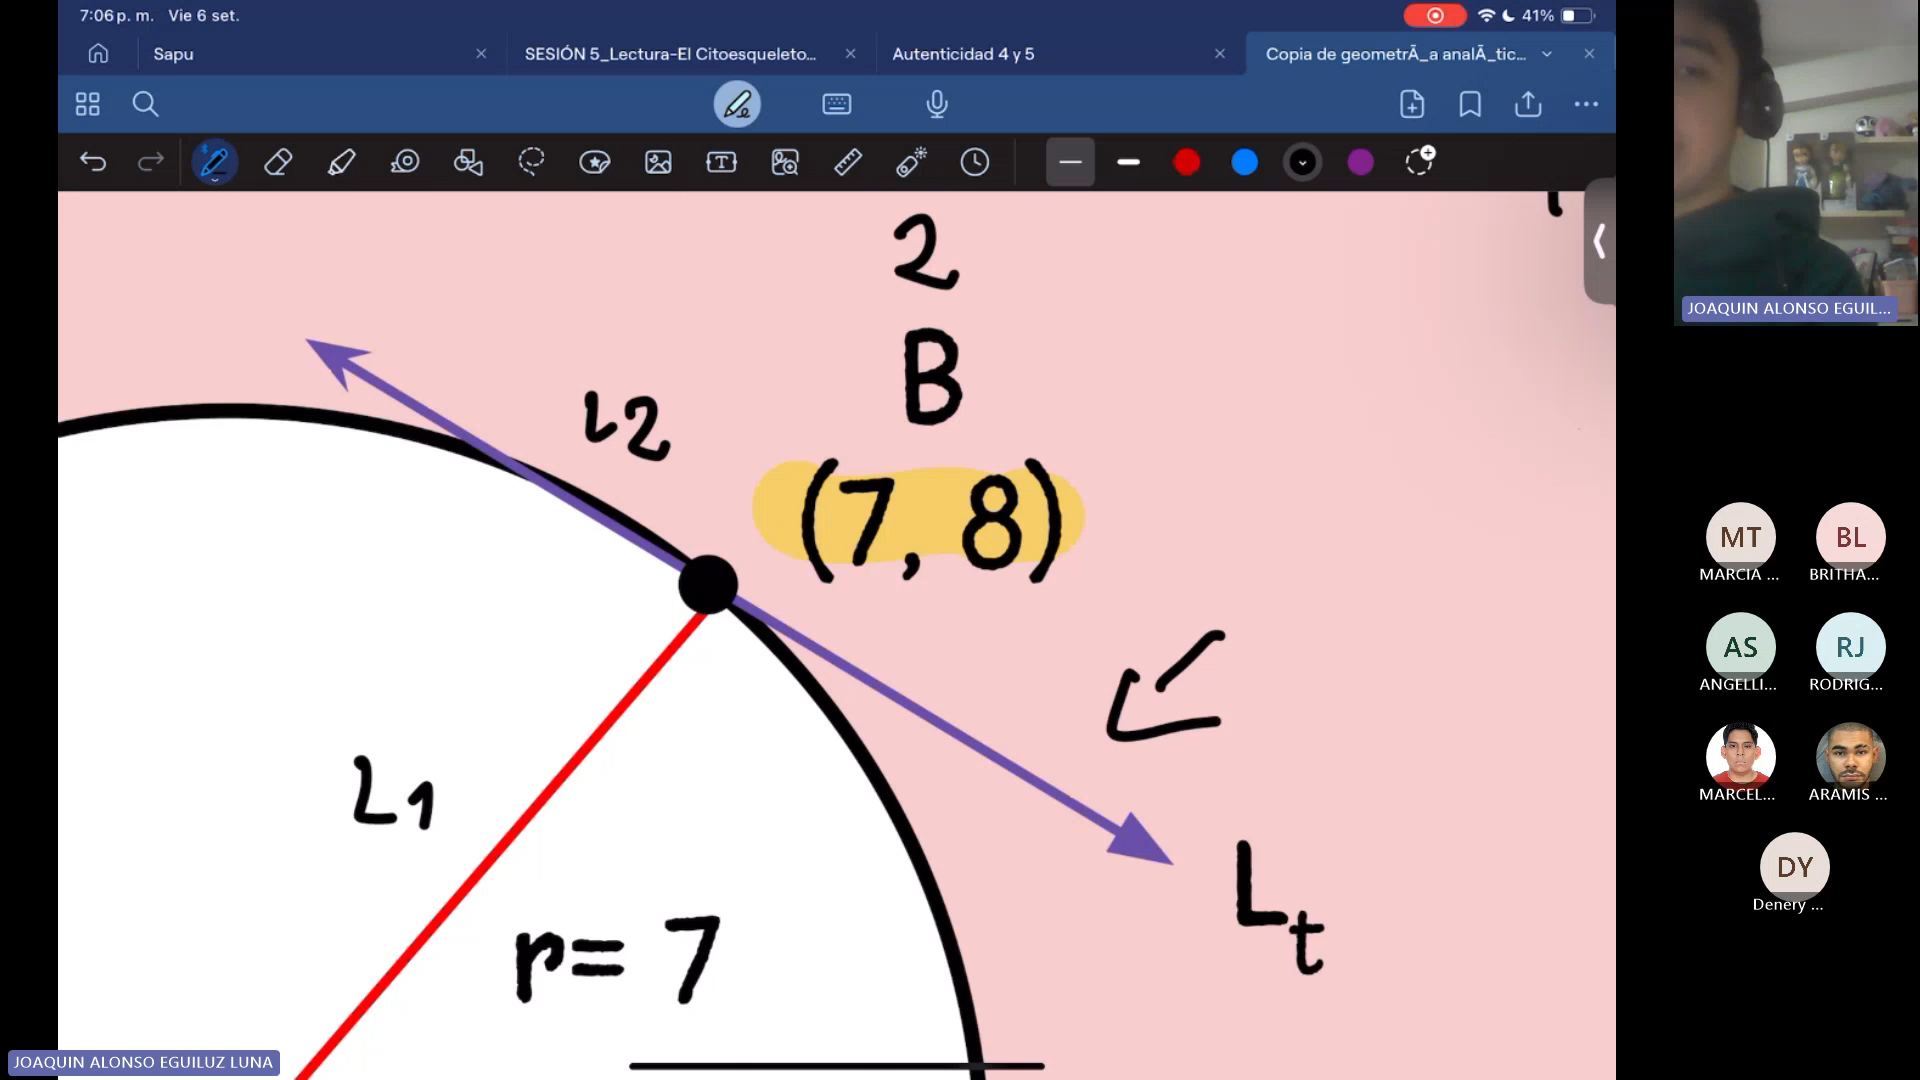 7:06 p. m. Vie 6 set.
41%
Sapu
SESIÓN 5_Lectura-El Citoesqueleto...
Autenticidad 4 y 5
Copia de geometrÃ_a analÃ_tic...
2
B
(7, 8)
L2
L1
r= 7
Lt
JOAQUIN ALONSO EGUILUZ LUNA
JOAQUIN ALONSO EGUIL...
MT
MARCIA ...
BL
BRITHA...
AS
ANGELLI...
RJ
RODRIG...
MARCEL...
ARAMIS ...
DY
Denery ...